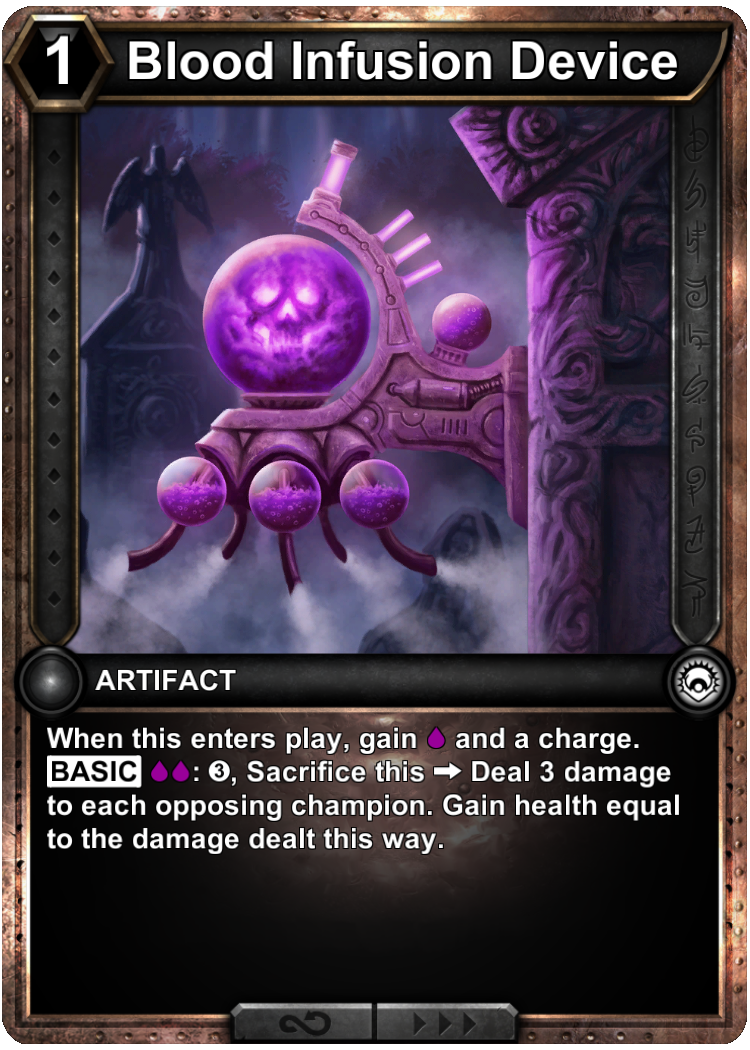 1 Blood Infusion Device
ARTIFACT
When this enters play, gain and a charge.
BASIC : ❸, Sacrifice this ➞ Deal 3 damage
to each opposing champion. Gain health equal
to the damage dealt this way.